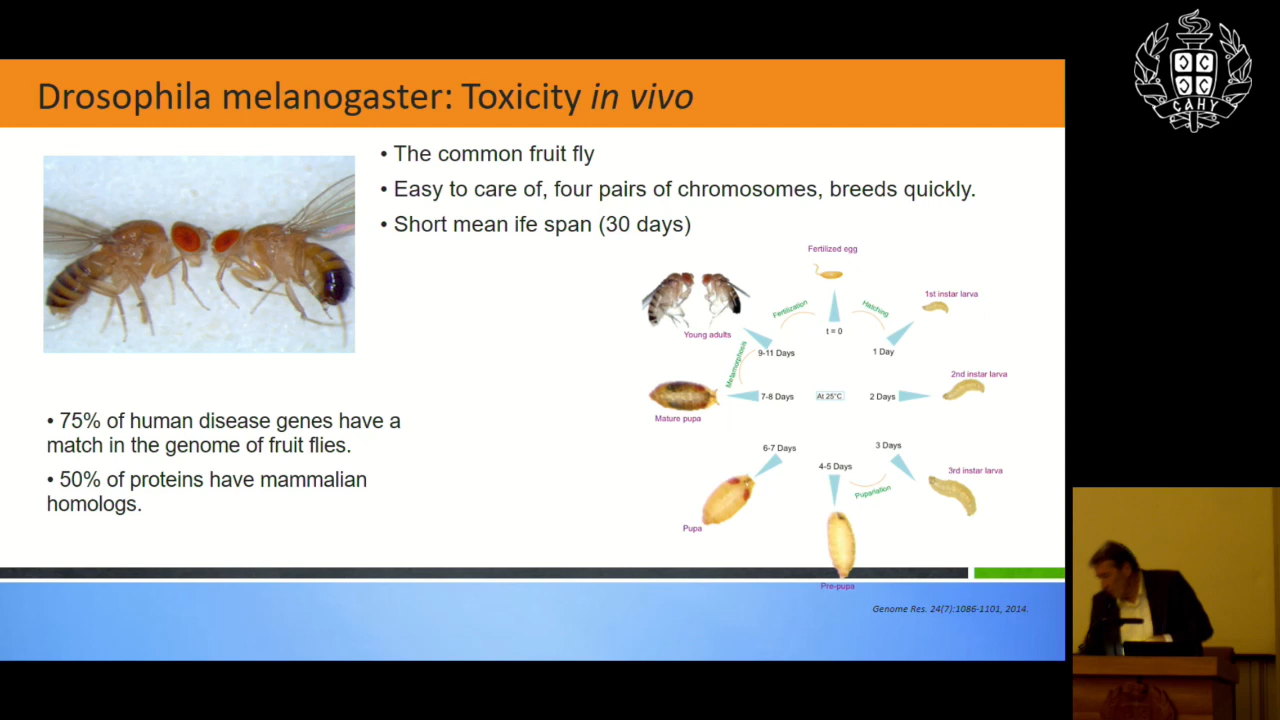 Drosophila melanogaster: Toxicity in vivo
• The common fruit fly
• Easy to care of, four pairs of chromosomes, breeds quickly.
• Short mean ife span (30 days)
• 75% of human disease genes have a
match in the genome of fruit flies.
• 50% of proteins have mammalian
homologs.
Fertilized egg
Fertilization
Hatching
1st instar larva
t = 0
Young adults
9-11 Days
1 Day
Metamorphosis
2nd instar larva
7-8 Days
At 25°C
2 Days
Mature pupa
6-7 Days
3 Days
4-5 Days
3rd instar larva
Pupariation
Pupa
Pre-pupa
Genome Res. 24(7):1086-1101, 2014.
САНУ